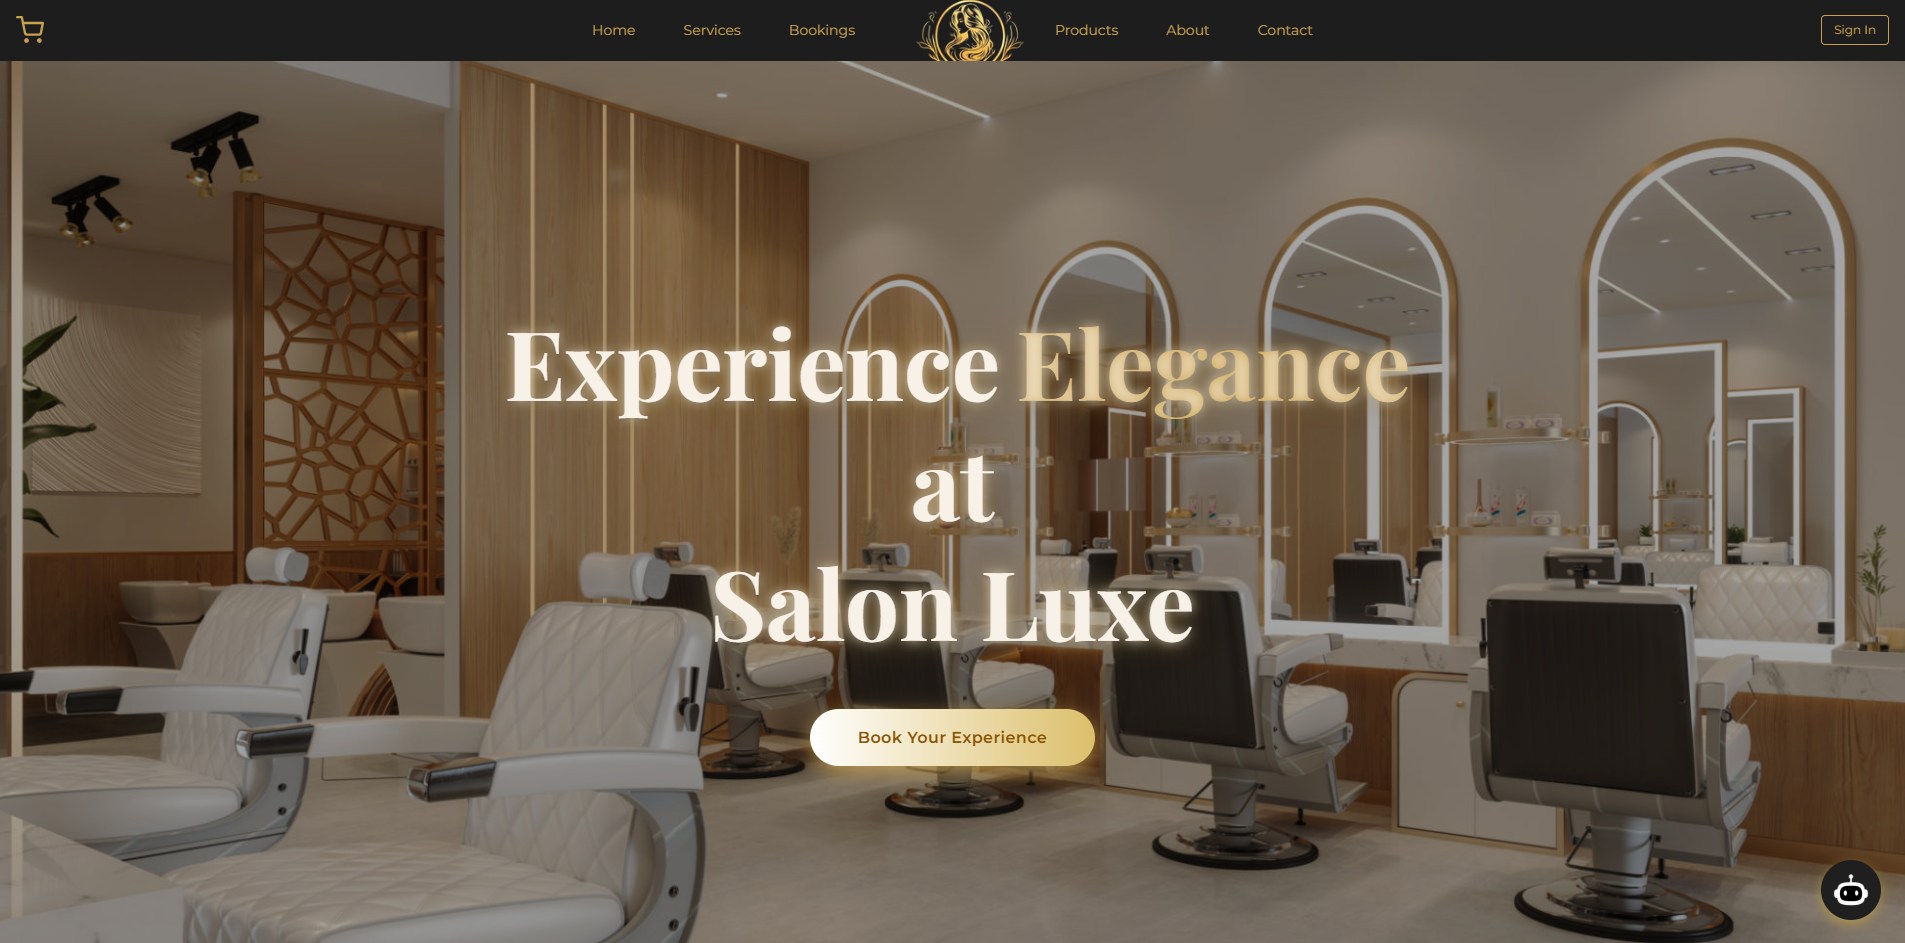 Home
Services
Bookings
Products
About
Contact
Sign In
Experience Elegance
at
Salon Luxe
Book Your Experience